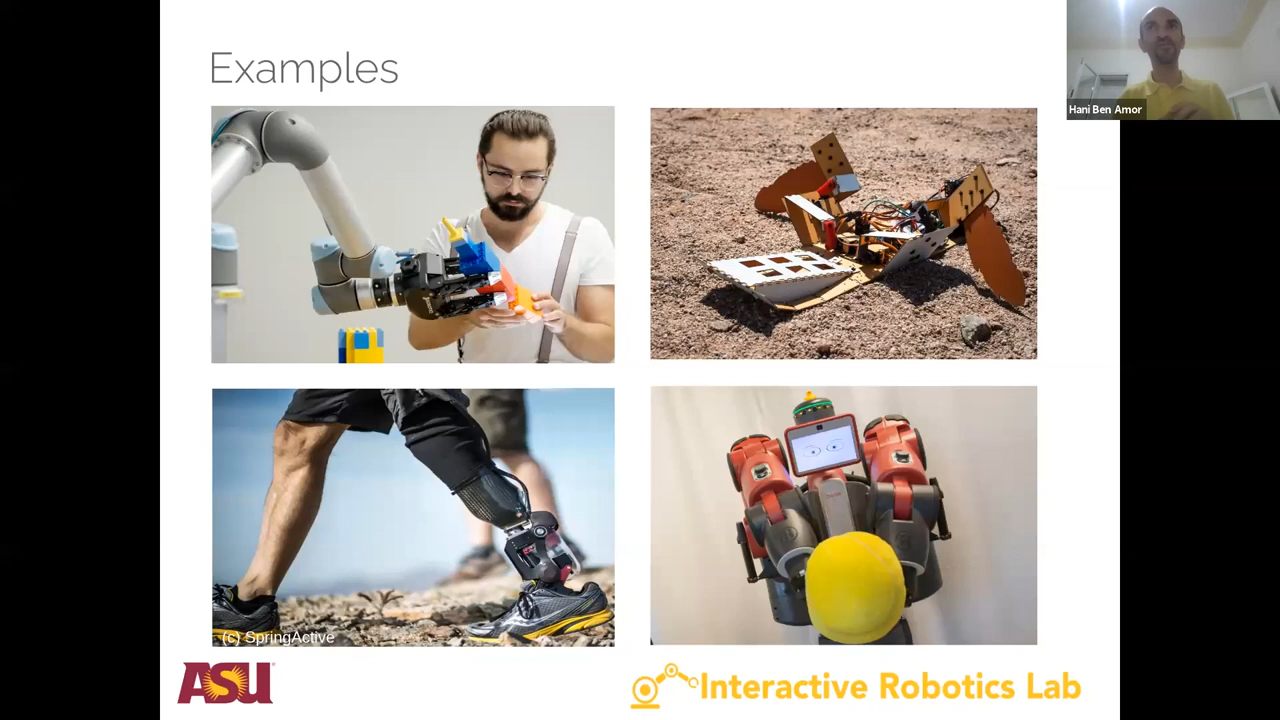 Examples
Hani Ben Amor
(c) SpringActive
ASU
Interactive Robotics Lab